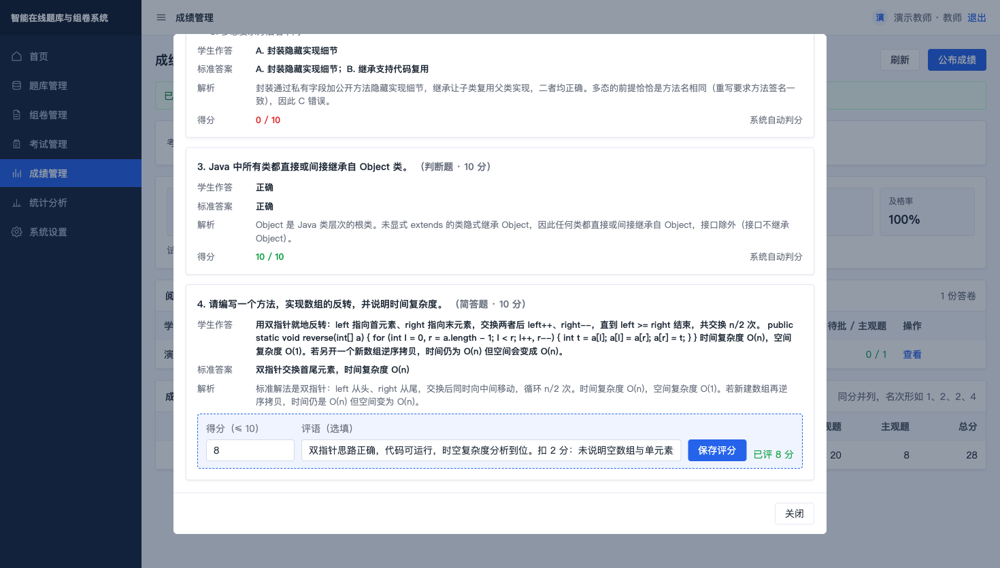 智能在线题库与组卷系统
首页
题库管理
组卷管理
考试管理
成绩管理
统计分析
系统设置
成绩管理
演 演示教师 · 教师 退出
刷新 公布成绩
及格率
100%
1 份答卷
待批 / 主观题 操作
0 / 1 查看
同分并列，名次形如 1、2、2、4
主观题 总分
20 8 28
学生作答 A. 封装隐藏实现细节
标准答案 A. 封装隐藏实现细节；B. 继承支持代码复用
解析 封装通过私有字段加公开方法隐藏实现细节，继承让子类复用父类实现，二者均正确。多态的前提恰恰是方法名相同（重写要求方法签名一
致），因此 C 错误。
得分 0 / 10 系统自动判分
3. Java 中所有类都直接或间接继承自 Object 类。 （判断题 · 10 分）
学生作答 正确
标准答案 正确
解析 Object 是 Java 类层次的根类。未显式 extends 的类隐式继承 Object，因此任何类都直接或间接继承自 Object，接口除外（接口不继承
Object）。
得分 10 / 10 系统自动判分
4. 请编写一个方法，实现数组的反转，并说明时间复杂度。 （简答题 · 10 分）
学生作答 用双指针就地反转：left 指向首元素、right 指向末元素，交换两者后 left++、right--，直到 left >= right 结束，共交换 n/2 次。 public
static void reverse(int[] a) { for (int l = 0, r = a.length - 1; l < r; l++, r--) { int t = a[l]; a[l] = a[r]; a[r] = t; } } 时间复杂度 O(n)，空间
复杂度 O(1)。若另开一个新数组逆序拷贝，时间仍为 O(n) 但空间会变成 O(n)。
标准答案 双指针交换首尾元素，时间复杂度 O(n)
解析 标准解法是双指针：left 从头、right 从尾，交换后同时向中间移动，循环 n/2 次。时间复杂度 O(n)，空间复杂度 O(1)。若新建数组再逆
序拷贝，时间仍是 O(n) 但空间变为 O(n)。
得分（≤ 10） 评语（选填）
8 双指针思路正确，代码可运行，时空复杂度分析到位。扣 2 分：未说明空数组与单元素 保存评分 已评 8 分
关闭